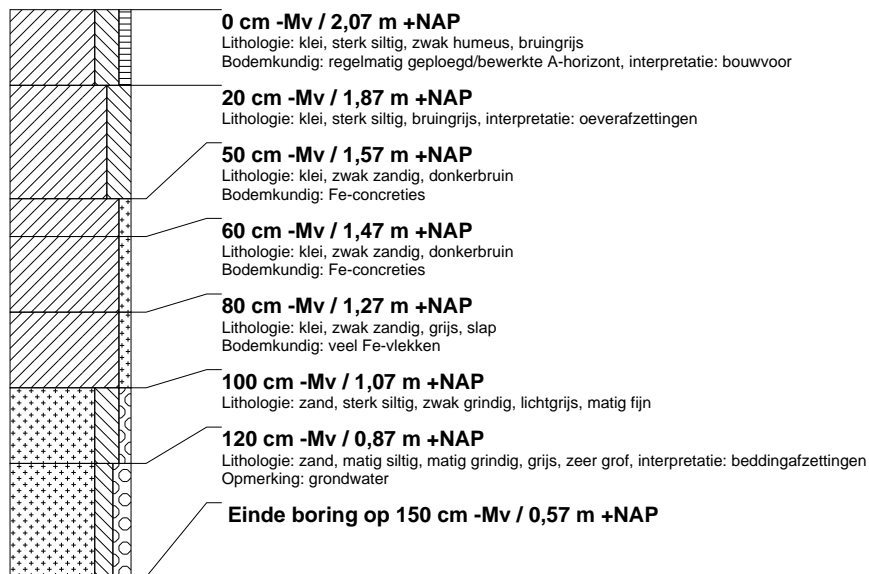 0 cm -Mv / 2,07 m +NAP
Lithologie: klei, sterk siltig, zwak humeus, bruingrijs
Bodemkundig: regelmatig geploegd/bewerkte A-horizont, interpretatie: bouwvoor
20 cm -Mv / 1,87 m +NAP
Lithologie: klei, sterk siltig, bruingrijs, interpretatie: oeverafzettingen
50 cm -Mv / 1,57 m +NAP
Lithologie: klei, zwak zandig, donkerbruin
Bodemkundig: Fe-concreties
60 cm -Mv / 1,47 m +NAP
Lithologie: klei, zwak zandig, donkerbruin
Bodemkundig: Fe-concreties
80 cm -Mv / 1,27 m +NAP
Lithologie: klei, zwak zandig, grijs, slap
Bodemkundig: veel Fe-vlekken
100 cm -Mv / 1,07 m +NAP
Lithologie: zand, sterk siltig, zwak grindig, lichtgrijs, matig fijn
120 cm -Mv / 0,87 m +NAP
Lithologie: zand, matig siltig, matig grindig, grijs, zeer grof, interpretatie: beddingafzettingen
Opmerking: grondwater
Einde boring op 150 cm -Mv / 0,57 m +NAP